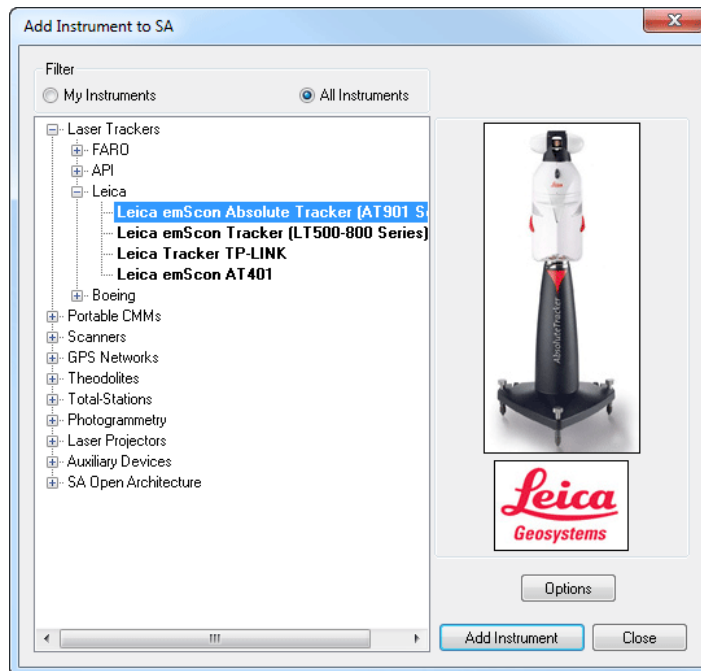 Add Instrument to SA
Filter
My Instruments
All Instruments
Laser Trackers
FARO
API
Leica
Leica emScon Absolute Tracker (AT901 S
Leica emScon Tracker (LT500-800 Series)
Leica Tracker TP-LINK
Leica emScon AT401
Boeing
Portable CMMs
Scanners
GPS Networks
Theodolites
Total-Stations
Photogrammetry
Laser Projectors
Auxiliary Devices
SA Open Architecture
Leica
AbsoluteTracker
Leica
Geosystems
Options
Add Instrument
Close